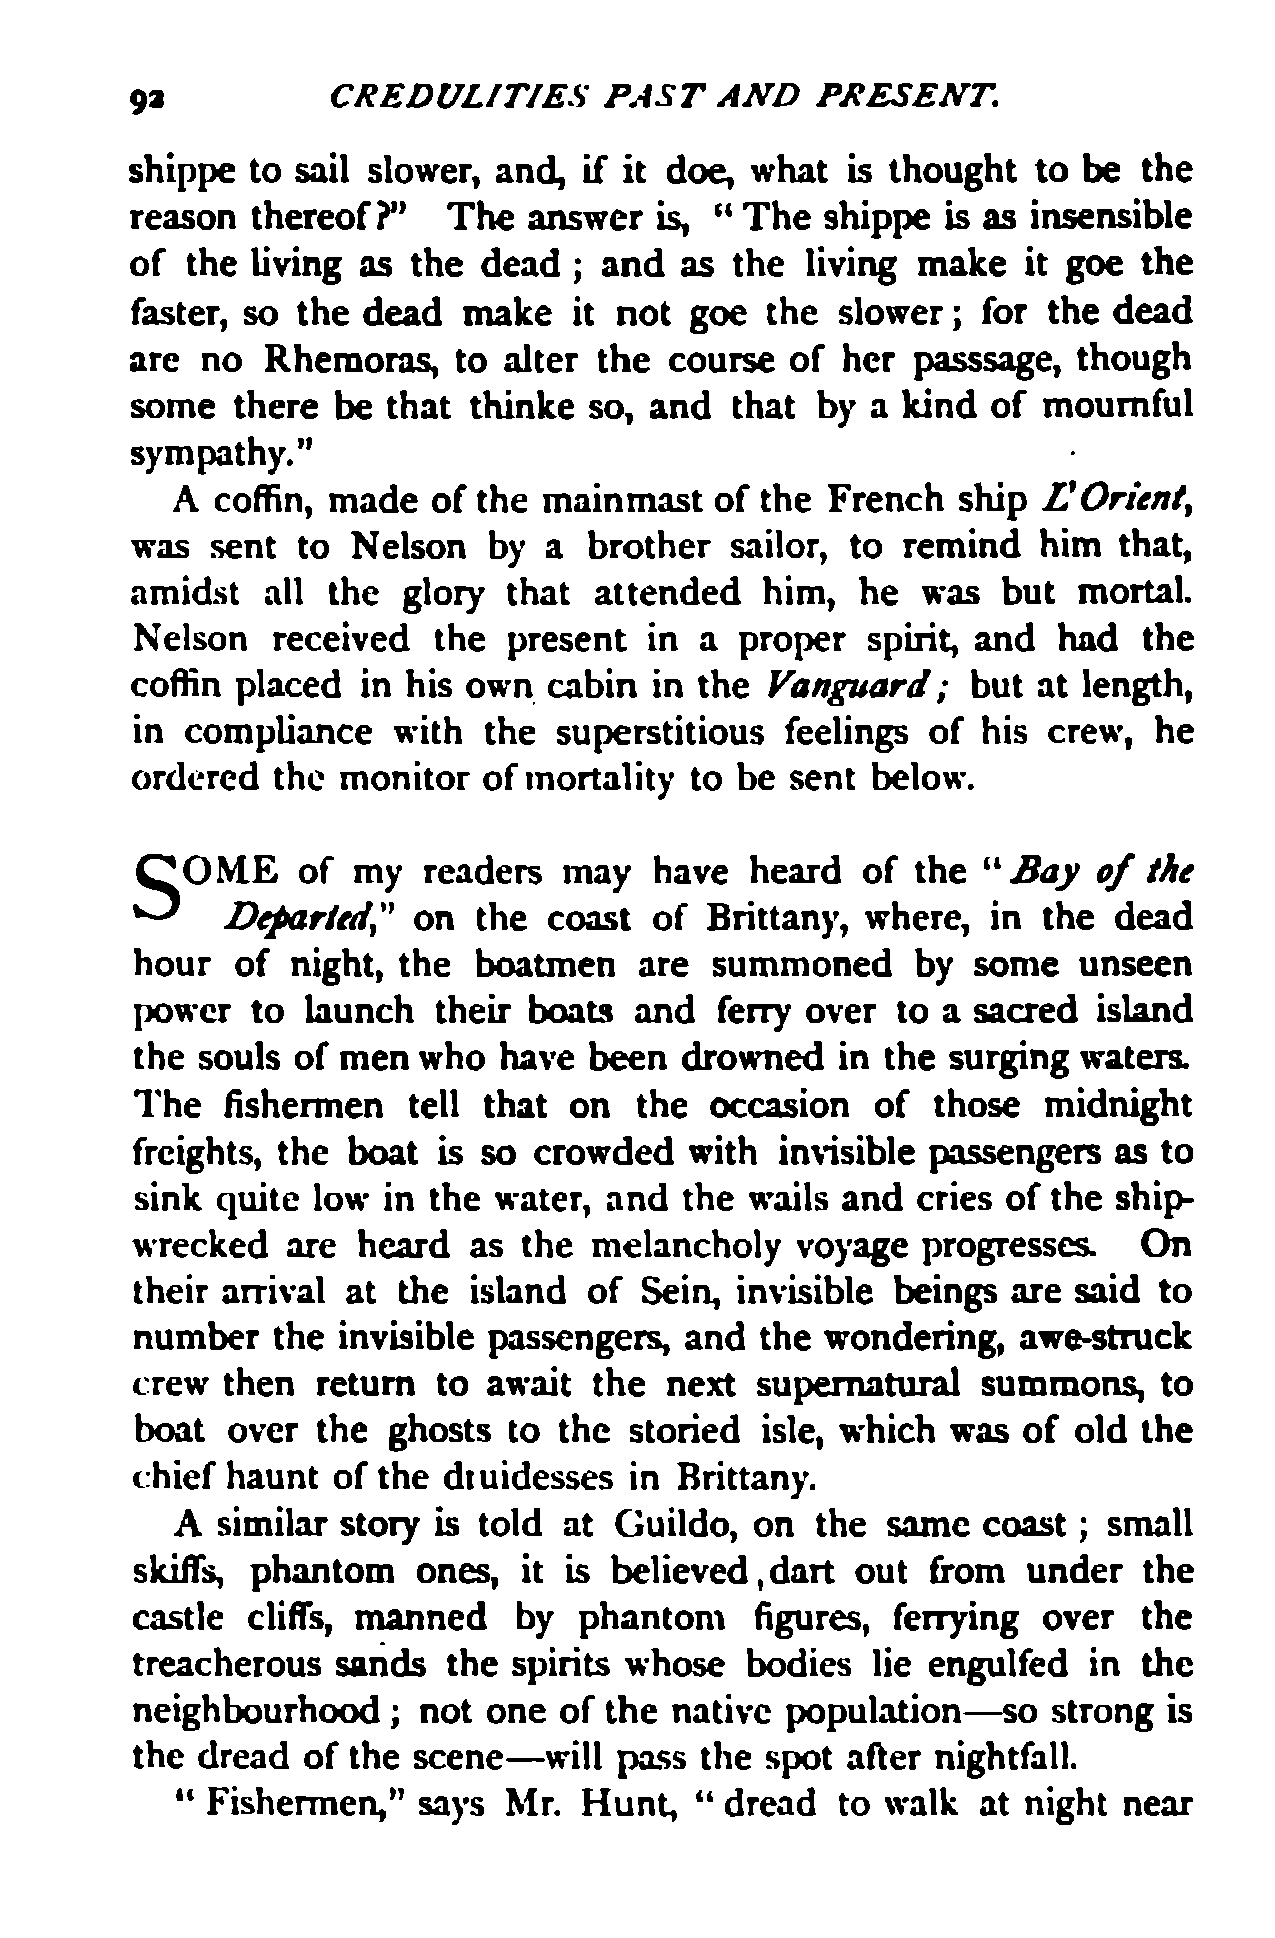 92 CREDULITIES PAST AND PRESENT.
shippe to sail slower, and, if it doe, what is thought to be the
reason thereof?" The answer is, "The shippe is as insensible
of the living as the dead ; and as the living make it goe the
faster, so the dead make it not goe the slower ; for the dead
are no Rhemoras, to alter the course of her passsage, though
some there be that thinke so, and that by a kind of mournful
sympathy."
A coffin, made of the mainmast of the French ship L'Orient,
was sent to Nelson by a brother sailor, to remind him that,
amidst all the glory that attended him, he was but mortal.
Nelson received the present in a proper spirit, and had the
coffin placed in his own cabin in the Vanguard ; but at length,
in compliance with the superstitious feelings of his crew, he
ordered the monitor of mortality to be sent below.
SOME of my readers may have heard of the "Bay of the
Departed," on the coast of Brittany, where, in the dead
hour of night, the boatmen are summoned by some unseen
power to launch their boats and ferry over to a sacred island
the souls of men who have been drowned in the surging waters.
The fishermen tell that on the occasion of those midnight
freights, the boat is so crowded with invisible passengers as to
sink quite low in the water, and the wails and cries of the ship-
wrecked are heard as the melancholy voyage progresses. On
their arrival at the island of Sein, invisible beings are said to
number the invisible passengers, and the wondering, awe-struck
crew then return to await the next supernatural summons, to
boat over the ghosts to the storied isle, which was of old the
chief haunt of the druidesses in Brittany.
A similar story is told at Guildo, on the same coast ; small
skiffs, phantom ones, it is believed ,dart out from under the
castle cliffs, manned by phantom figures, ferrying over the
treacherous sands the spirits whose bodies lie engulfed in the
neighbourhood ; not one of the native population—so strong is
the dread of the scene—will pass the spot after nightfall.
"Fishermen," says Mr. Hunt, "dread to walk at night near